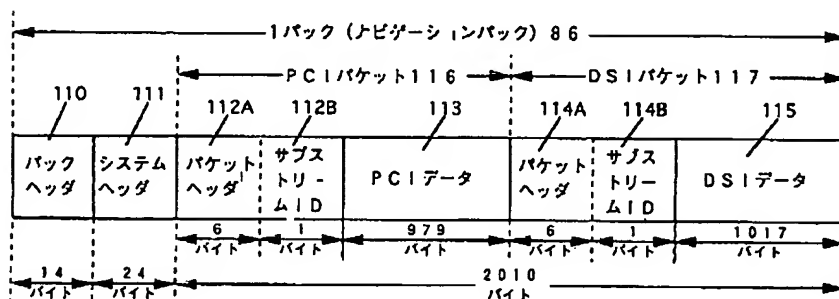 1パック(ナビゲーションパック)86
PCIパケット116
DSIパケット117
110
111
112A
112B
113
114A
114B
115
パック
ヘッダ
システム
ヘッダ
パケット
ヘッダ
サブス
トリー
ムID
PCIデータ
パケット
ヘッダ
サブス
トリー
ムID
DSIデータ
6
バイト
1
バイト
979
バイト
6
バイト
1
バイト
1017
バイト
14
バイト
24
バイト
2010
バイト